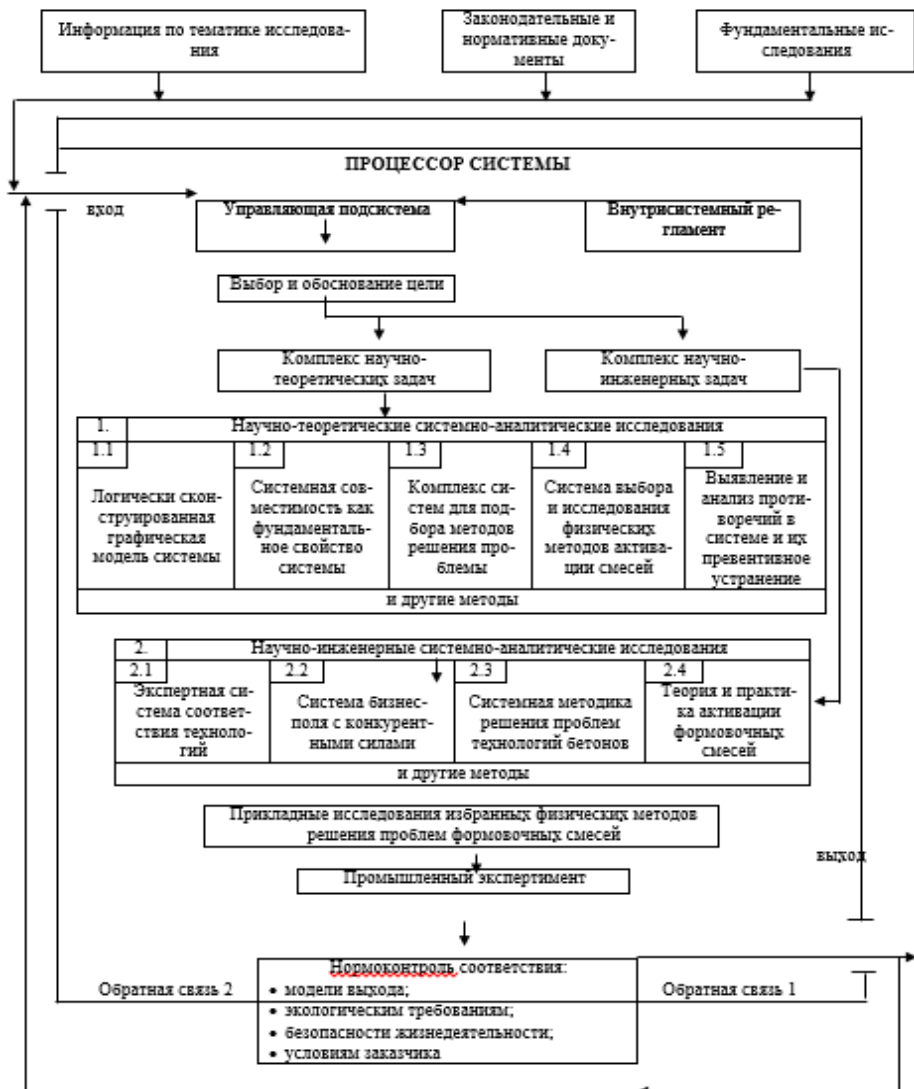 Информация по тематике исследова-
ния
Законодательные и
нормативные доку-
менты
Фундаментальные ис-
следования
ПРОЦЕССОР СИСТЕМЫ
вход
Управляющая подсистема
Внутрисистемный ре-
гламент
Выбор и обоснование цели
Комплекс научно-
теоретических задач
Комплекс научно-
инженерных задач
1. Научно-теоретические системно-аналитические исследования
1.1
Логически скон-
струированная
графическая
модель системы
1.2
Системная сов-
местимость как
фундаменталь-
ное свойство
системы
1.3
Комплекс си-
стем для под-
бора методов
решения про-
блемы
1.4
Система выбора
и исследования
физических
методов актива-
ции смесей
1.5
Выявление и
анализ проти-
воречий в
системе и их
превентивное
устранение
и другие методы
2. Научно-инженерные системно-аналитические исследования
2.1
Экспертная си-
стема соответ-
ствия техноло-
гий
2.2
Система бизнес-
поля с конкурент-
ными силами
2.3
Системная методика
решения проблем
технологий бетонов
2.4
Теория и практи-
ка активации
формовочных
смесей
и другие методы
Прикладные исследования избранных физических методов
решения проблем формовочных смесей
выход
Промышленный экспертимент
Нормоконтроль соответствия:
• модели выхода;
• экологическим требованиям;
• безопасности жизнедеятельности;
• условиям заказчика
Обратная связь 2
Обратная связь 1